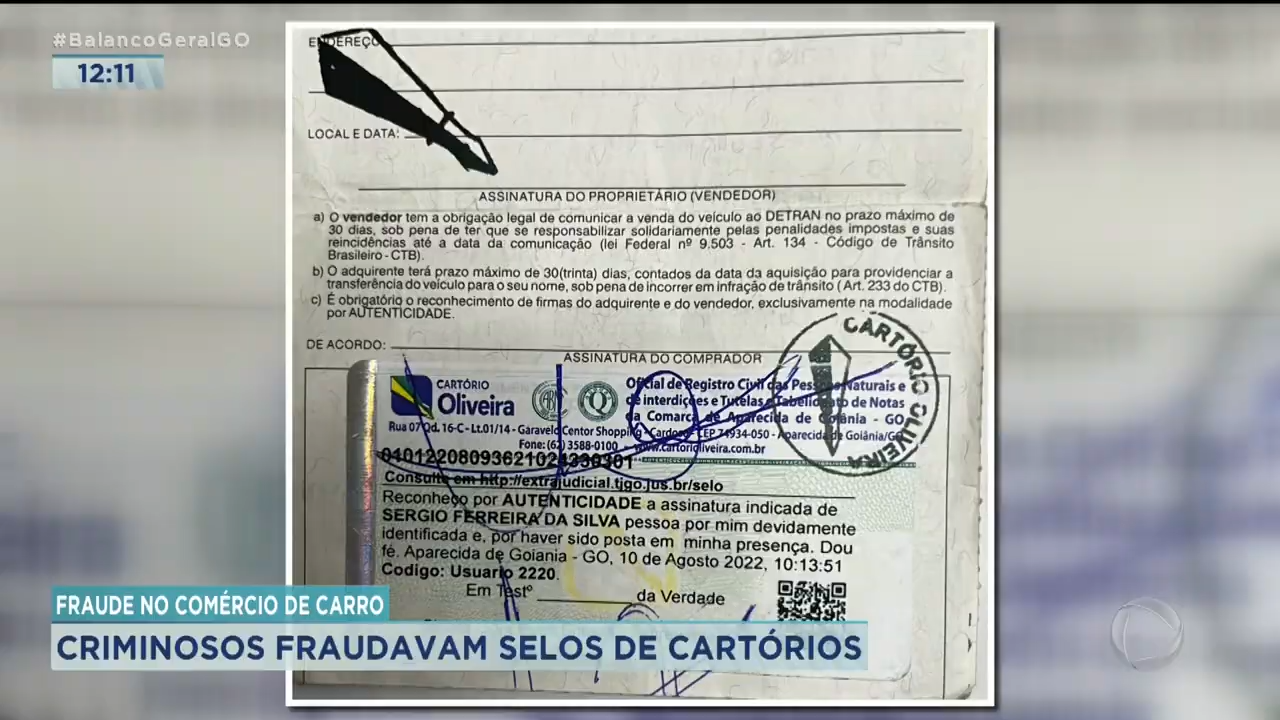 #BalancoGeralGO
12:11
ENDEREÇO
LOCAL E DATA:
ASSINATURA DO PROPRIETÁRIO (VENDEDOR)
a) O vendedor tem a obrigação legal de comunicar a venda do veículo ao DETRAN no prazo máximo de
30 dias, sob pena de ter que se responsabilizar solidariamente pelas penalidades impostas e suas
reincidências até a data da comunicação (lei Federal nº 9.503 - Art. 134 - Código de Trânsito
Brasileiro - CTB).
b) O adquirente terá prazo máximo de 30(trinta) dias, contados da data da aquisição para providenciar a
transferência do veículo para o seu nome, sob pena de incorrer em infração de trânsito ( Art. 233 do CTB).
c) É obrigatório o reconhecimento de firmas do adquirente e do vendedor, exclusivamente na modalidade
por AUTENTICIDADE.
DE ACORDO:
ASSINATURA DO COMPRADOR
CARTÓRIO OLIVEIRA
CARTÓRIO
Oliveira
Oficial de Registro Civil das Pessoas Naturais e
de interdições e Tutelas e Tabelionato de Notas
da Comarca de Aparecida de Goiânia - GO
Rua 07 Qd. 16-C - Lt.01/14 - Garavelo Centor Shopping - Cardoso - CEP 74934-050 - Aparecida de Goiânia/GO
Fone: (62) 3588-0100 - www.cartoriooliveira.com.br
Consulte em http://extrajudicial.tjgo.jus.br/selo
Reconheço por AUTENTICIDADE a assinatura indicada de
SERGIO FERREIRA DA SILVA pessoa por mim devidamente
identificada e, por haver sido posta em minha presença. Dou
fé. Aparecida de Goiania - GO, 10 de Agosto 2022, 10:13:51
Codigo: Usuario 2220.
Em Testº da Verdade
FRAUDE NO COMÉRCIO DE CARRO
CRIMINOSOS FRAUDAVAM SELOS DE CARTÓRIOS